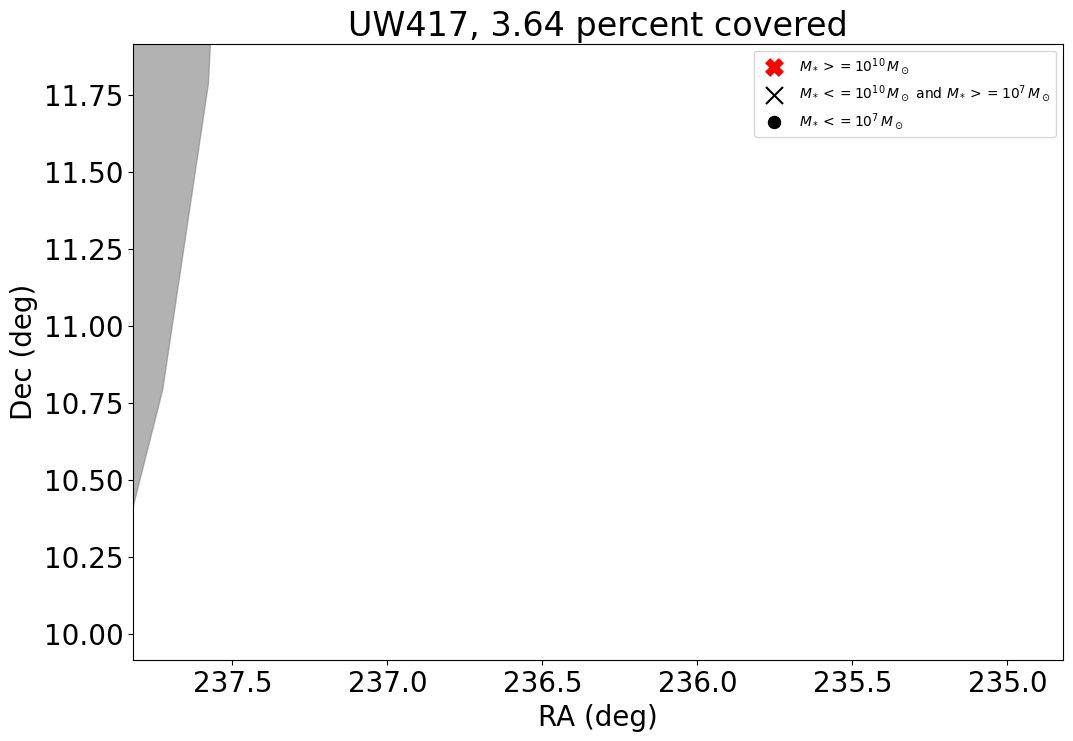 UW417, 3.64 percent covered
M* >= 10^10 M⊙
M* <= 10^10 M⊙ and M* >= 10^7 M⊙
M* <= 10^7 M⊙
11.75
11.50
11.25
11.00
10.75
10.50
10.25
10.00
Dec (deg)
237.5 237.0 236.5 236.0 235.5 235.0
RA (deg)